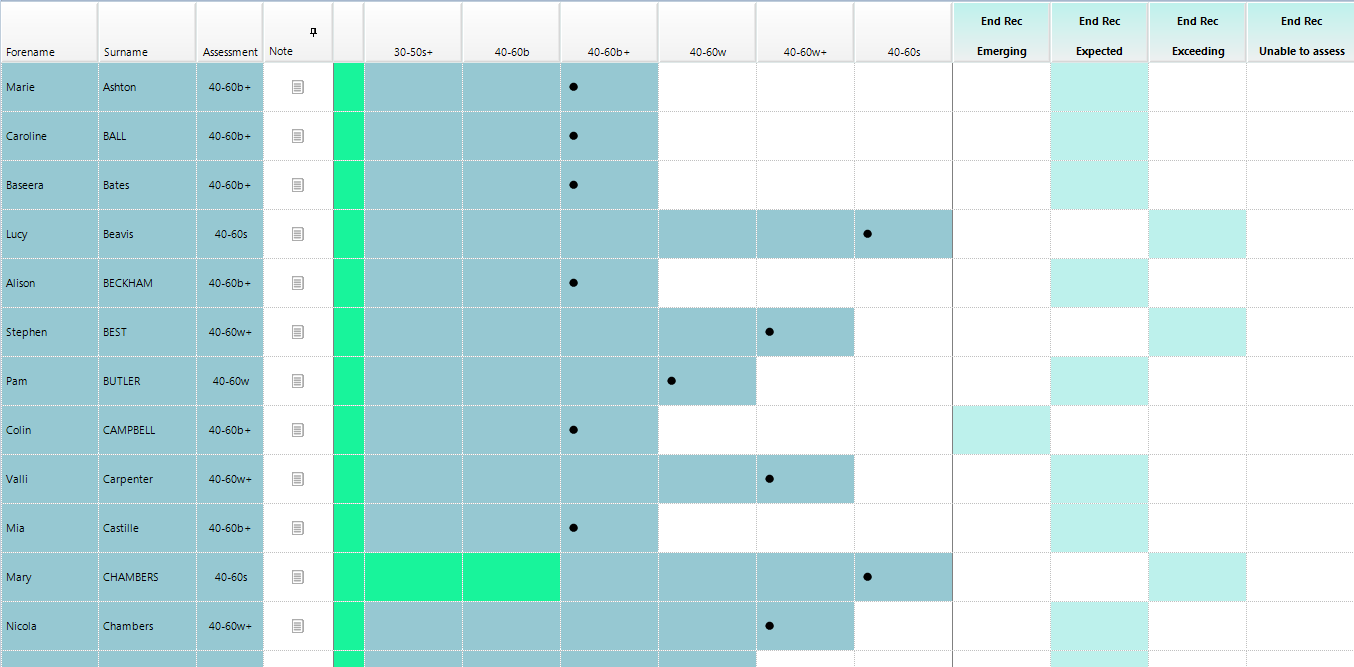 End Rec End Rec End Rec End Rec
Forename Surname Assessment Note 30-50s+ 40-60b 40-60b+ 40-60w 40-60w+ 40-60s Emerging Expected Exceeding Unable to assess
Marie Ashton 40-60b+
Caroline BALL 40-60b+
Baseera Bates 40-60b+
Lucy Beavis 40-60s
Alison BECKHAM 40-60b+
Stephen BEST 40-60w+
Pam BUTLER 40-60w
Colin CAMPBELL 40-60b+
Valli Carpenter 40-60w+
Mia Castille 40-60b+
Mary CHAMBERS 40-60s
Nicola Chambers 40-60w+